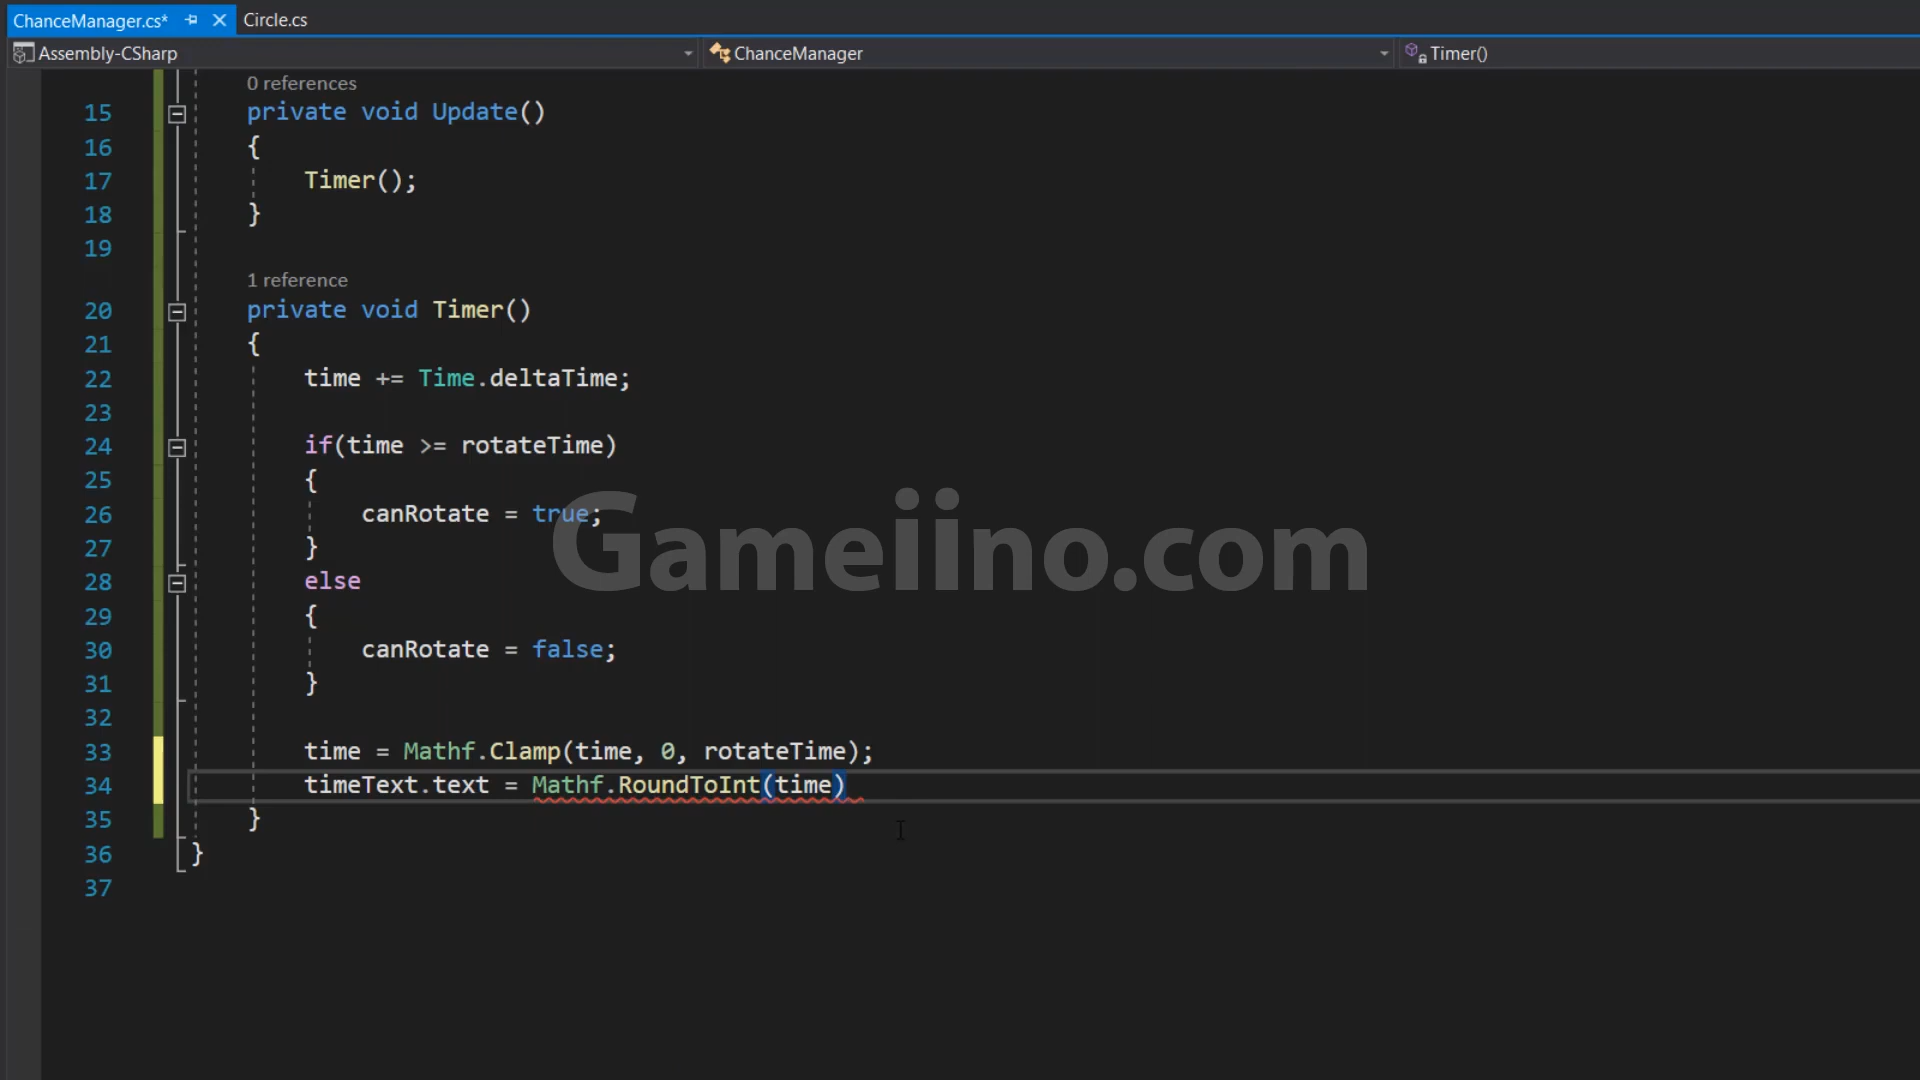 ChanceManager.cs* Circle.cs
Assembly-CSharp ChanceManager Timer()
0 references
15 private void Update()
16 {
17 Timer();
18 }
19
1 reference
20 private void Timer()
21 {
22 time += Time.deltaTime;
23
24 if(time >= rotateTime)
25 {
26 canRotate = true;
27 }
28 else
29 {
30 canRotate = false;
31 }
32
33 time = Mathf.Clamp(time, 0, rotateTime);
34 timeText.text = Mathf.RoundToInt(time)
35 }
36 }
37
Gameiino.com